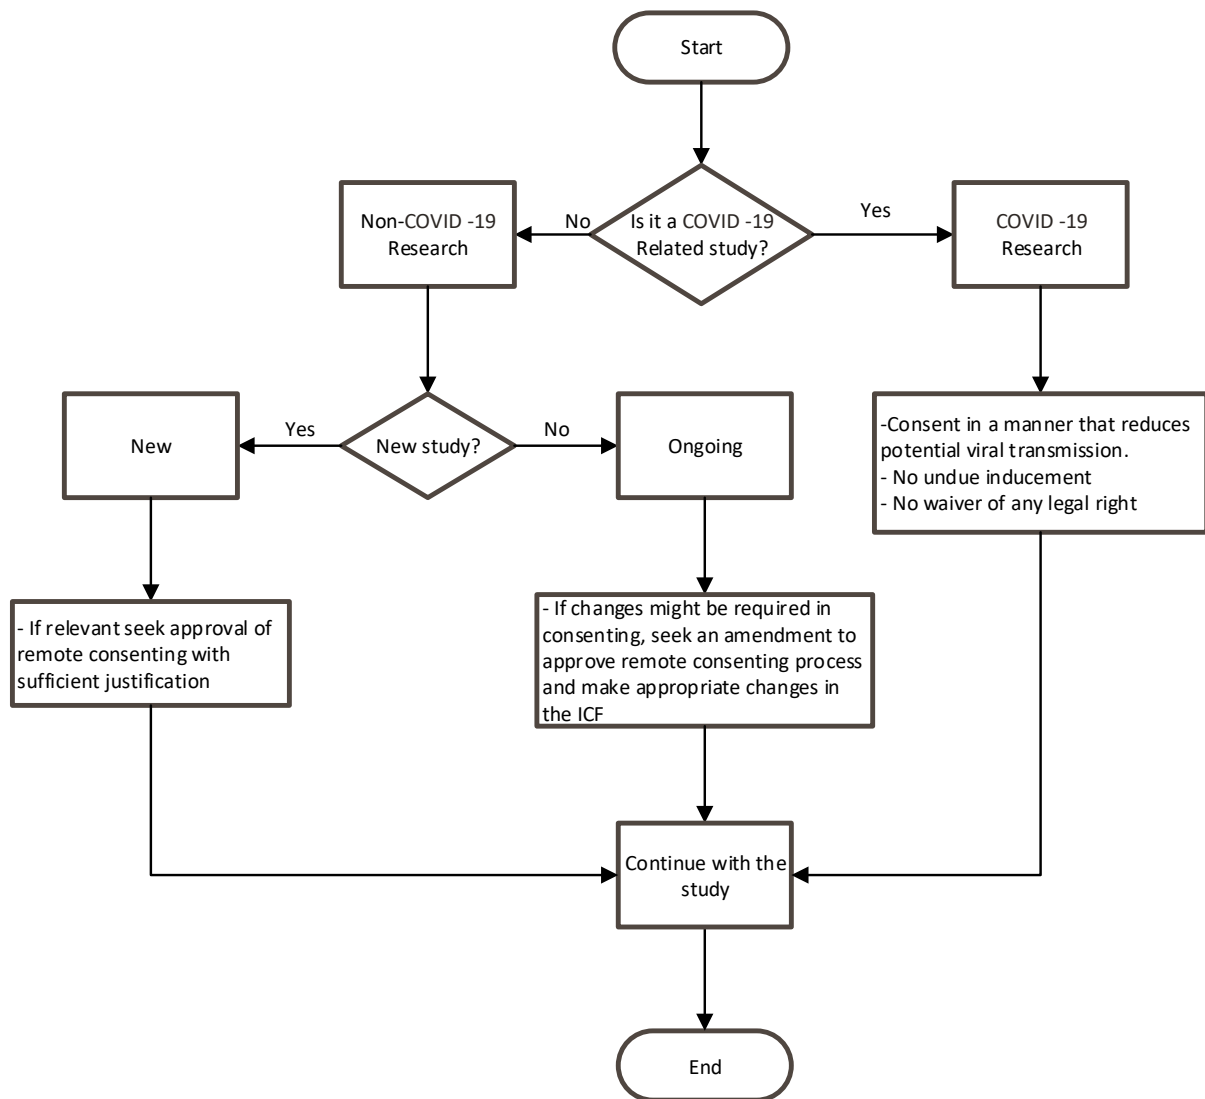 Start
Non-COVID -19
Research
No
Is it a COVID -19
Related study?
Yes
COVID -19
Research
New
Yes
New study?
No
Ongoing
-Consent in a manner that reduces
potential viral transmission.
- No undue inducement
- No waiver of any legal right
- If relevant seek approval of
remote consenting with
sufficient justification
- If changes might be required in
consenting, seek an amendment to
approve remote consenting process
and make appropriate changes in
the ICF
Continue with the
study
End